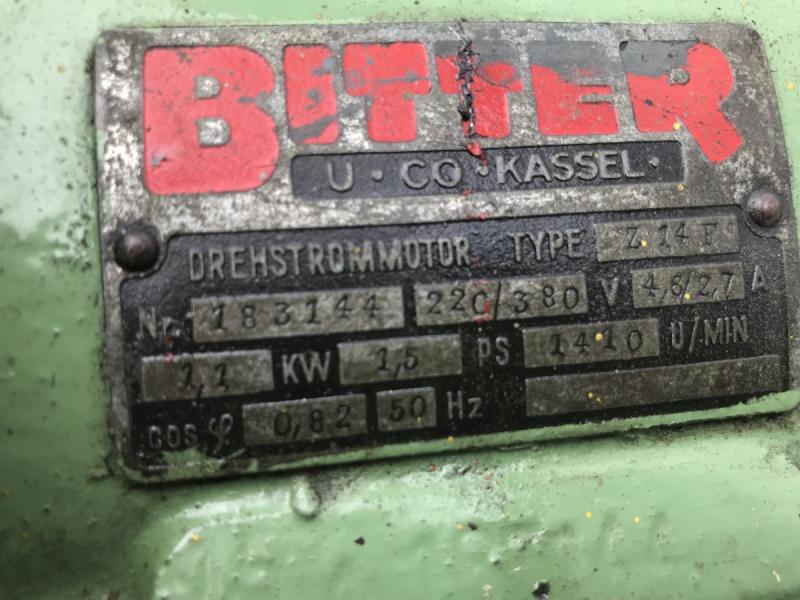 BITTER
U·CO·KASSEL·
DREHSTROMMOTOR TYPE Z 14 F
Nr. 183144 220/380 V 4,6/2,7 A
1,1 KW 1,5 PS 1410 U/MIN
COS φ 0,82 50 Hz